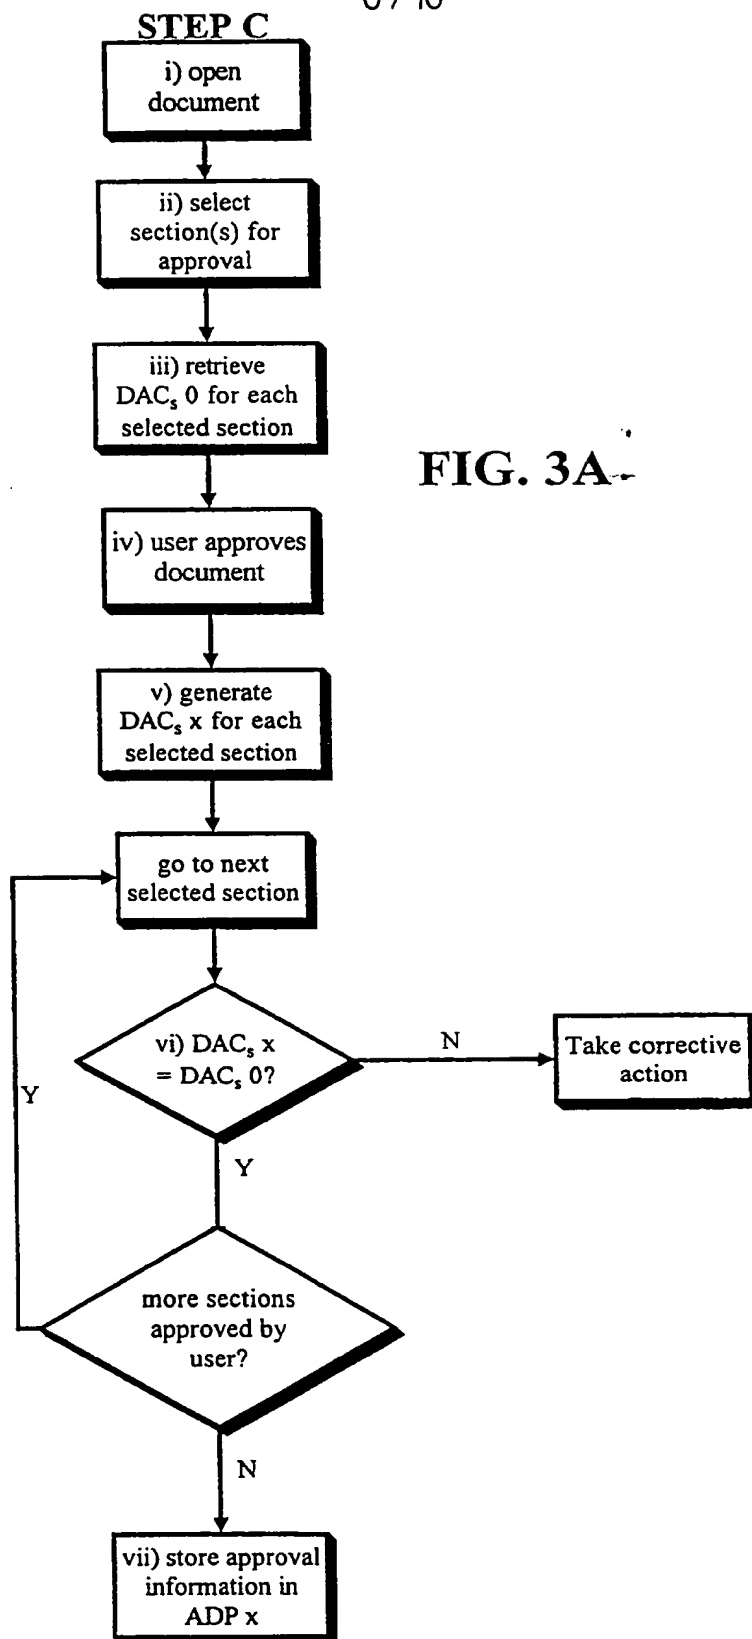 STEP C
i) open
document
ii) select
section(s) for
approval
iii) retrieve
DACs 0 for each
selected section
FIG. 3A
iv) user approves
document
v) generate
DACs x for each
selected section
go to next
selected section
vi) DACs x
= DACs 0?
N
Take corrective
action
Y
Y
more sections
approved by
user?
N
vii) store approval
information in
ADP x